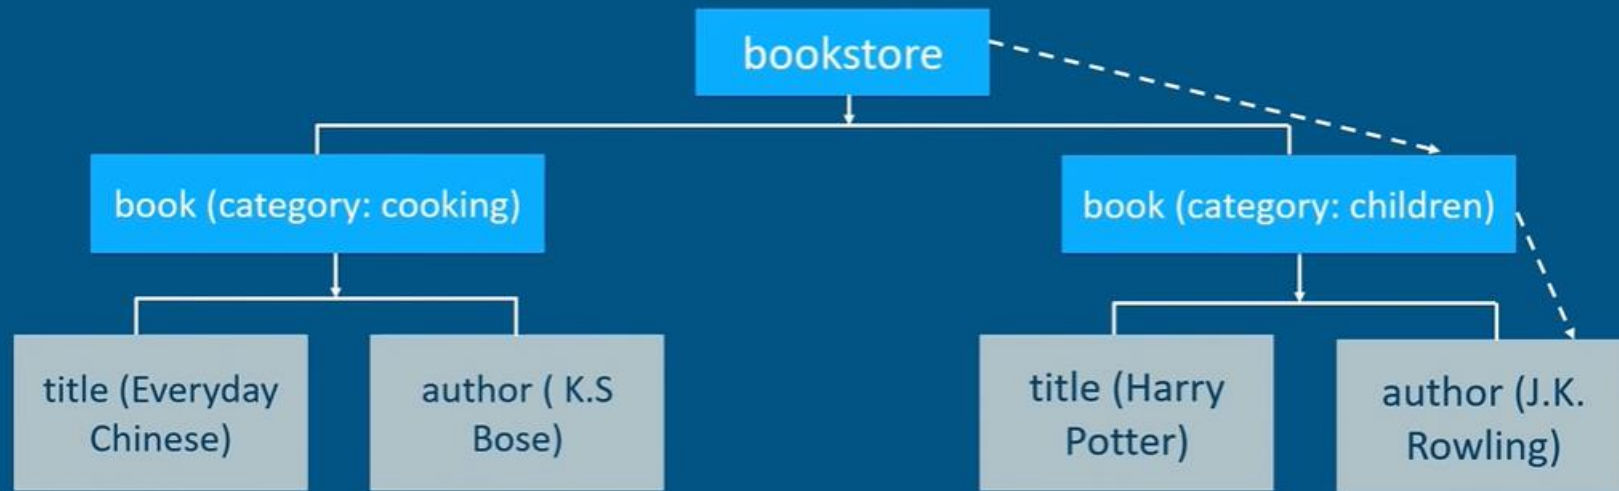 bookstore
book (category: cooking)
book (category: children)
title (Everyday
Chinese)
author ( K.S
Bose)
title (Harry
Potter)
author (J.K.
Rowling)